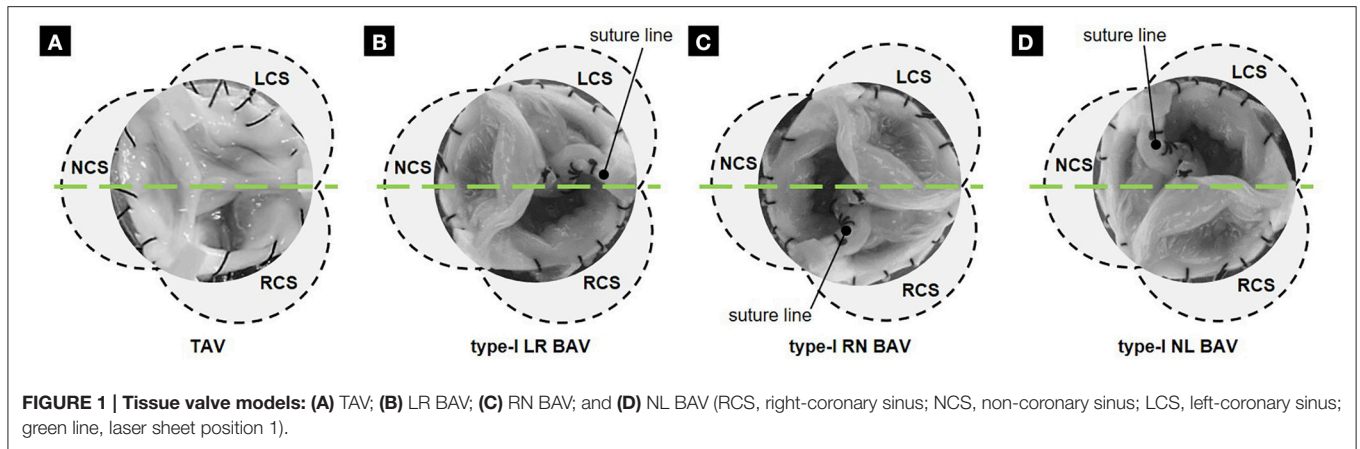 A
B
C
D
suture line
suture line
LCS
LCS
LCS
LCS
NCS
NCS
NCS
NCS
RCS
RCS
RCS
RCS
suture line
TAV
type-I LR BAV
type-I RN BAV
type-I NL BAV
FIGURE 1 | Tissue valve models: (A) TAV; (B) LR BAV; (C) RN BAV; and (D) NL BAV (RCS, right-coronary sinus; NCS, non-coronary sinus; LCS, left-coronary sinus;
green line, laser sheet position 1).